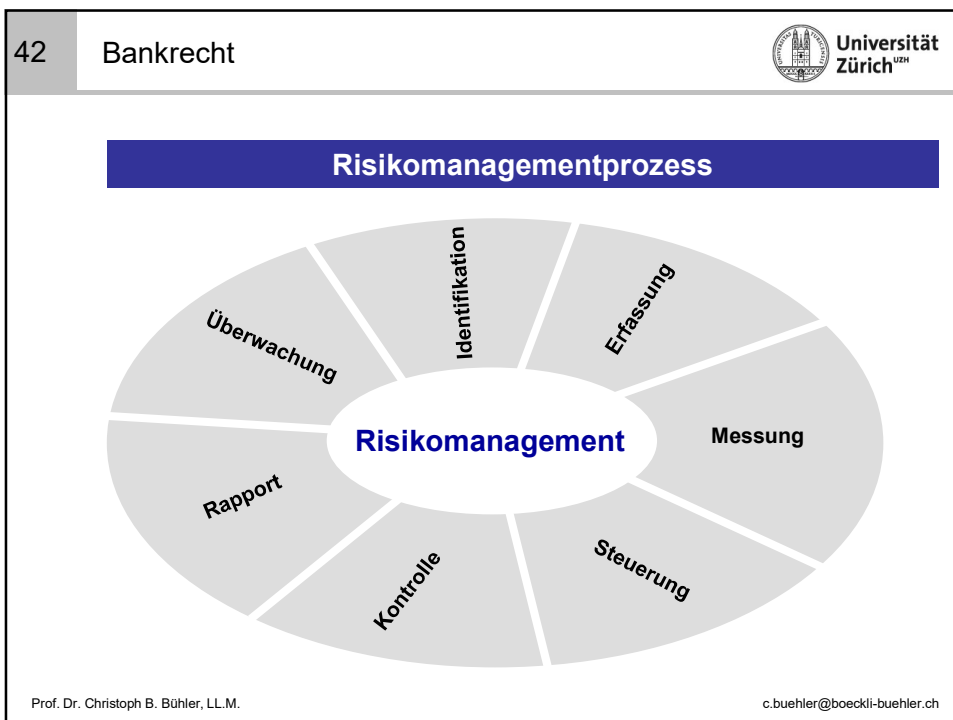 42
Bankrecht
Universität
Zürich UZH
Risikomanagementprozess
Identifikation
Erfassung
Messung
Steuerung
Kontrolle
Rapport
Überwachung
Risikomanagement
Prof. Dr. Christoph B. Bühler, LL.M.
c.buehler@boeckli-buehler.ch